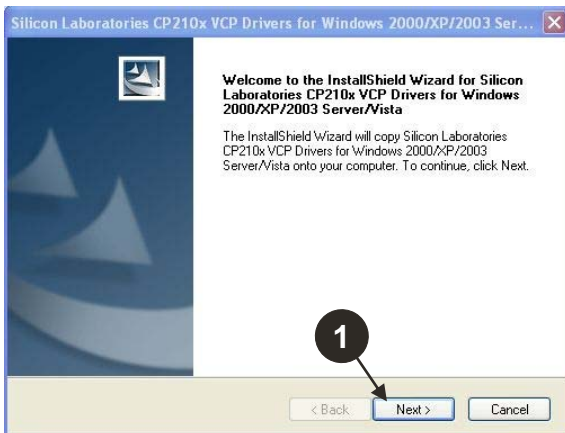 Silicon Laboratories CP210x VCP Drivers for Windows 2000/XP/2003 Ser...
Welcome to the InstallShield Wizard for Silicon
Laboratories CP210x VCP Drivers for Windows
2000/XP/2003 Server/Vista
The InstallShield Wizard will copy Silicon Laboratories
CP210x VCP Drivers for Windows 2000/XP/2003
Server/Vista onto your computer. To continue, click Next.
1
< Back
Next >
Cancel